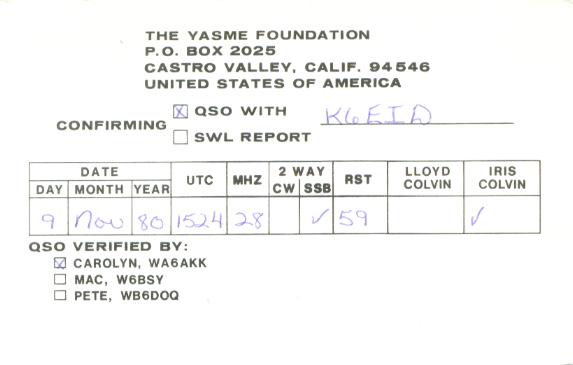 THE YASME FOUNDATION
P.O. BOX 2025
CASTRO VALLEY, CALIF. 94546
UNITED STATES OF AMERICA
CONFIRMING ☒ QSO WITH K6EID
☐ SWL REPORT
DATE UTC MHZ 2 WAY RST LLOYD COLVIN IRIS COLVIN
DAY MONTH YEAR CW SSB
9 Nov 80 1524 28 ✓ 59 ✓
QSO VERIFIED BY:
☒ CAROLYN, WA6AKK
☐ MAC, W6BSY
☐ PETE, WB6DOQ